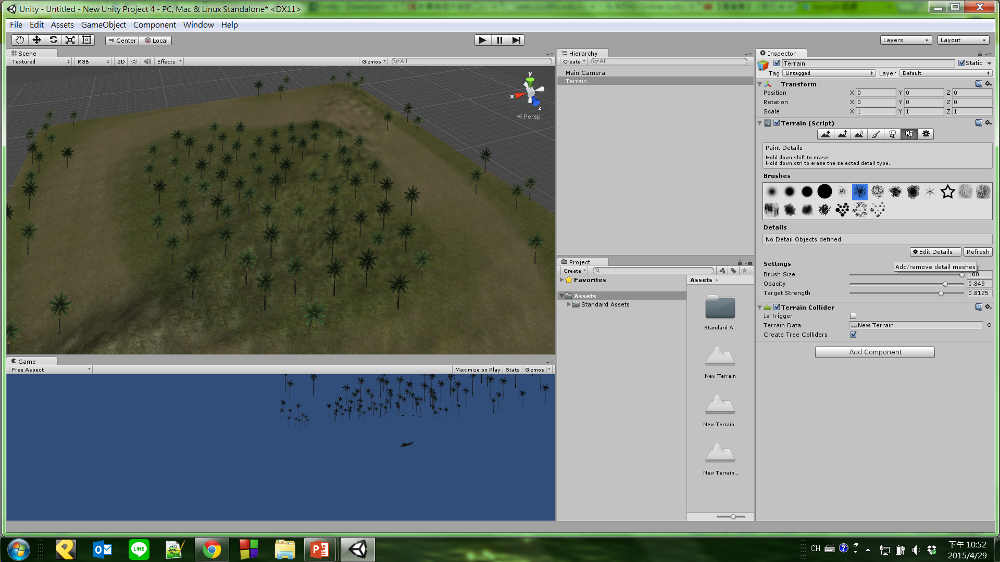 Unity - Untitled - New Unity Project 4 - PC, Mac & Linux Standalone* <DX11>
File Edit Assets GameObject Component Window Help
Center Local
Layers Layout
Scene
Textured RGB 2D Effects Gizmos All
y
x
z
Persp
Game
Free Aspect Maximize on Play Stats Gizmos
Hierarchy
Create All
Main Camera
Terrain
Project
Create
Favorites
Assets
Standard Assets
Assets
Standard A...
New Terrain
New Terrain...
New Terrain...
Inspector
Terrain Static
Tag Untagged Layer Default
Transform
Position X 0 Y 0 Z 0
Rotation X 0 Y 0 Z 0
Scale X 1 Y 1 Z 1
Terrain (Script)
Paint Details
Hold down shift to erase.
Hold down ctrl to erase the selected detail type.
Brushes
Details
No Detail Objects defined
Edit Details... Refresh
Settings
Add/remove detail meshes
Brush Size 100
Opacity 0.849
Target Strength 0.8125
Terrain Collider
Is Trigger
Terrain Data New Terrain
Create Tree Colliders
Add Component
LINE
CH
下午 10:52
2015/4/29